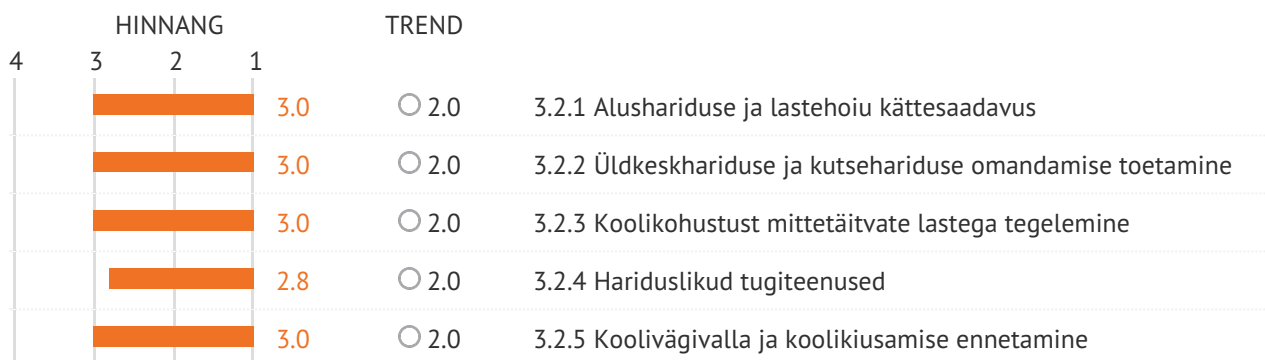 HINNANG TREND
4 3 2 1
3.0 2.0 3.2.1 Alushariduse ja lastehoiu kättesaadavus
3.0 2.0 3.2.2 Üldkeskhariduse ja kutsehariduse omandamise toetamine
3.0 2.0 3.2.3 Koolikohustust mittetäitvate lastega tegelemine
2.8 2.0 3.2.4 Hariduslikud tugiteenused
3.0 2.0 3.2.5 Koolivägivalla ja koolikiusamise ennetamine